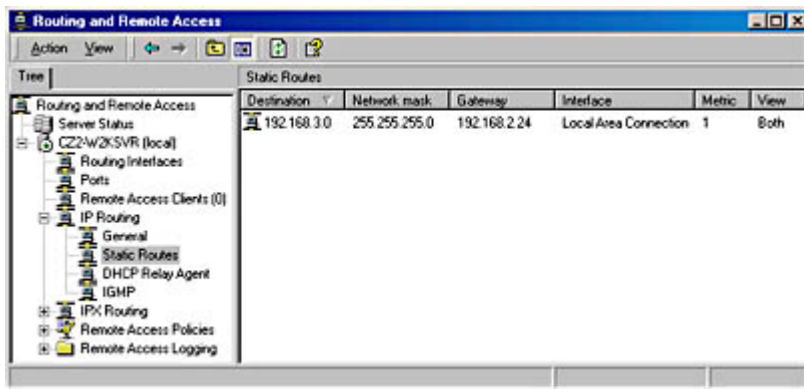 Routing and Remote Access
Action View
Tree
Static Routes
Routing and Remote Access
Server Status
CZ2-W2KSVR (local)
Routing Interfaces
Ports
Remote Access Clients (0)
IP Routing
General
Static Routes
DHCP Relay Agent
IGMP
IPX Routing
Remote Access Policies
Remote Access Logging
Destination Network mask Gateway Interface Metric View
192.168.3.0 255.255.255.0 192.168.2.24 Local Area Connection 1 Both